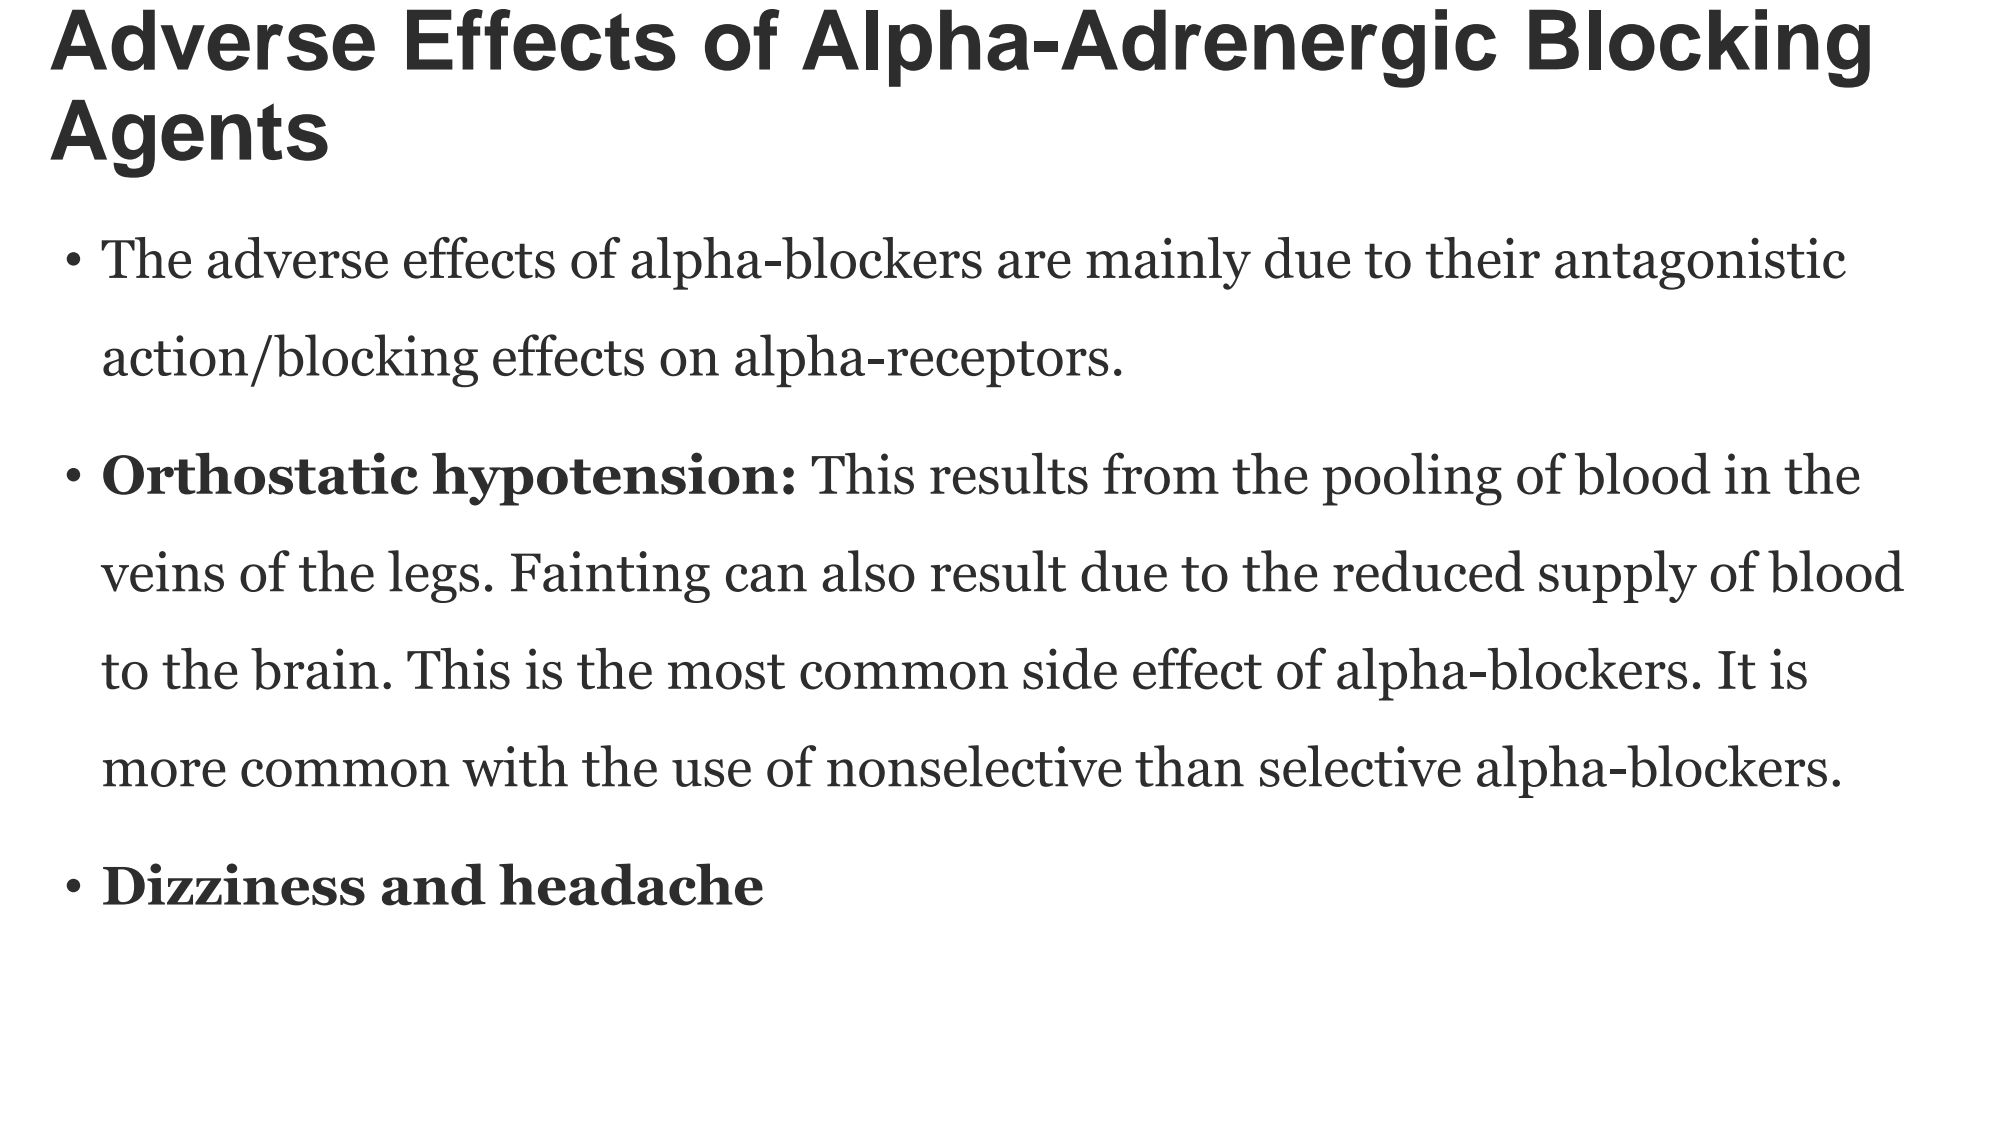 Adverse Effects of Alpha-Adrenergic Blocking
Agents
• The adverse effects of alpha-blockers are mainly due to their antagonistic
action/blocking effects on alpha-receptors.
• Orthostatic hypotension: This results from the pooling of blood in the
veins of the legs. Fainting can also result due to the reduced supply of blood
to the brain. This is the most common side effect of alpha-blockers. It is
more common with the use of nonselective than selective alpha-blockers.
• Dizziness and headache